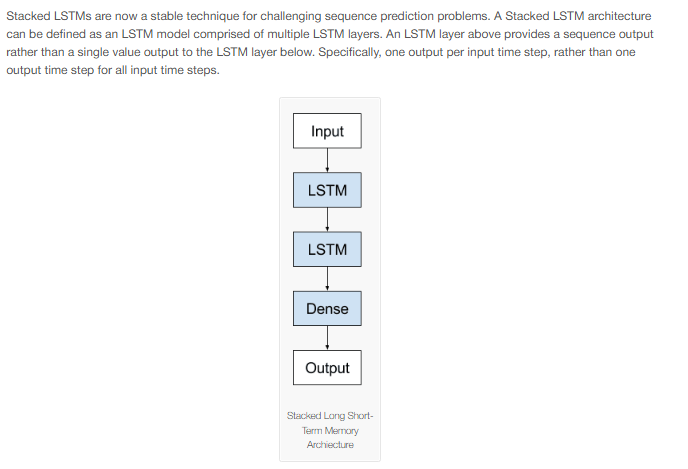 Stacked LSTMs are now a stable technique for challenging sequence prediction problems. A Stacked LSTM architecture
can be defined as an LSTM model comprised of multiple LSTM layers. An LSTM layer above provides a sequence output
rather than a single value output to the LSTM layer below. Specifically, one output per input time step, rather than one
output time step for all input time steps.
Input
LSTM
LSTM
Dense
Output
Stacked Long Short-
Term Memory
Archiecture